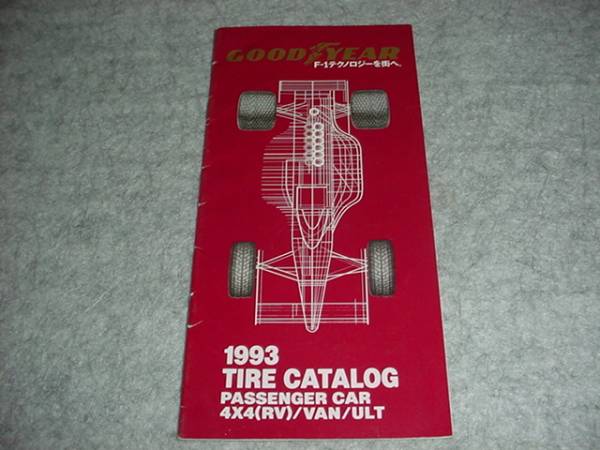 GOODYEAR
F-1テクノロジーを街へ。
1993
TIRE CATALOG
PASSENGER CAR
4X4(RV)/VAN/ULT